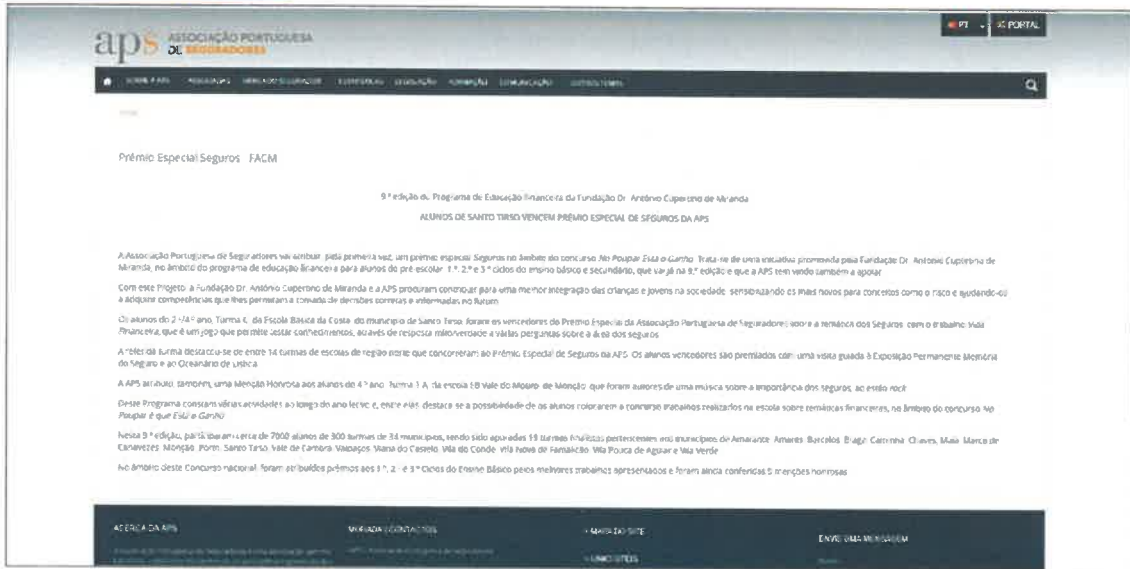 aps ASSOCIAÇÃO PORTUGUESA
DE SEGURADORES
PT PORTAL
SOBRE A APS ASSOCIADAS MERCADO SEGURADOR ESTATÍSTICAS LEGISLAÇÃO FORMAÇÃO COMUNICAÇÃO
Prémio Especial Seguros FACM
9ª edição do Programa de Educação Financeira da Fundação Dr. António Cupertino de Miranda
ALUNOS DE SANTO TIRSO VENCEM PRÉMIO ESPECIAL DE SEGUROS DA APS
A Associação Portuguesa de Seguradores vai atribuir, pela primeira vez, um prémio especial Seguros no âmbito do concurso No Poupar Está o Ganho. Trata-se de uma iniciativa promovida pela Fundação Dr. António Cupertino de
Miranda, no âmbito do programa de educação financeira para alunos do pré-escolar, 1.º, 2.º e 3.º ciclos do ensino básico e secundário, que vai já na 9.ª edição e que a APS tem vindo também a apoiar
Com este Projeto, a Fundação Dr. António Cupertino de Miranda e a APS procuram contribuir para uma melhor integração das crianças e jovens na sociedade, sensibilizando os mais novos para conceitos como o risco e ajudando-os
a adquirir competências que lhes permitam a tomada de decisões corretas e informadas no futuro
Os alunos do 2.º/4.º ano, Turma C, da Escola Básica da Costa, do município de Santo Tirso, foram os vencedores do Prémio Especial da Associação Portuguesa de Seguradores sobre a temática dos Seguros, com o trabalho Vida
Financeira, que é um jogo que permite testar conhecimentos, através de resposta mito/verdade a várias perguntas sobre a área dos seguros
da turma destacou-se de entre 14 turmas de escolas da região norte que concorreram ao Prémio Especial de Seguros da APS. Os alunos vencedores são premiados com uma visita guiada à Exposição Permanente Memória
do Seguro e ao Oceanário de Lisboa
A APS atribuiu, também, uma Menção Honrosa aos alunos do 4.º ano, Turma 3 A, da escola EB Vale do Mouro, de Monção, que foram autores de uma música sobre a importância dos seguros, ao estilo rock
Deste Programa constam várias atividades ao longo do ano letivo e, entre elas, destaca-se a possibilidade de os alunos colocarem a concurso trabalhos realizados na escola sobre temáticas financeiras, no âmbito do concurso No
Poupar é que Está o Ganho
Nesta 9.ª edição, participaram cerca de 7000 alunos de 300 turmas de 34 municípios, tendo sido apuradas 19 turmas finalistas pertencentes aos municípios de Amarante, Amares, Barcelos, Braga, Caminha, Chaves, Maia, Marco de
Canavezes, Monção, Porto, Santo Tirso, Vale de Cambra, Valpaços, Viana do Castelo, Vila do Conde, Vila Nova de Famalicão, Vila Pouca de Aguiar e Vila Verde
No âmbito deste Concurso nacional, foram atribuídos prémios aos 1.º, 2.º e 3.º Ciclos do Ensino Básico pelos melhores trabalhos apresentados e foram ainda conferidas 5 menções honrosas
ACERCA DA APS
MORADA / CONTACTOS
MAPA DO SITE
ENVIE UMA MENSAGEM
LINKS ÚTEIS